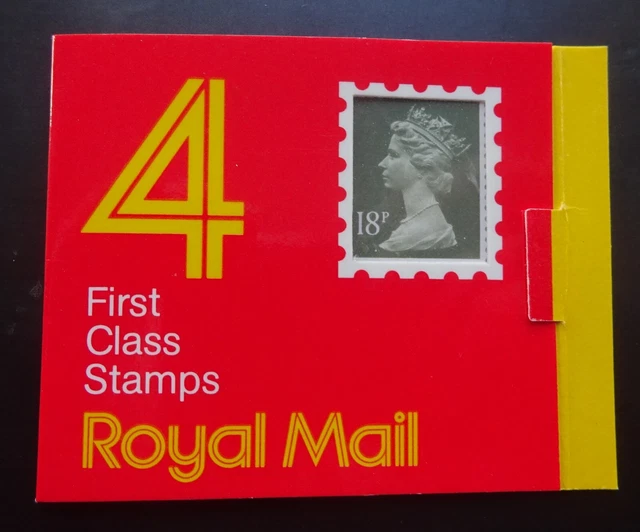 4
18P
First
Class
Stamps
Royal Mail